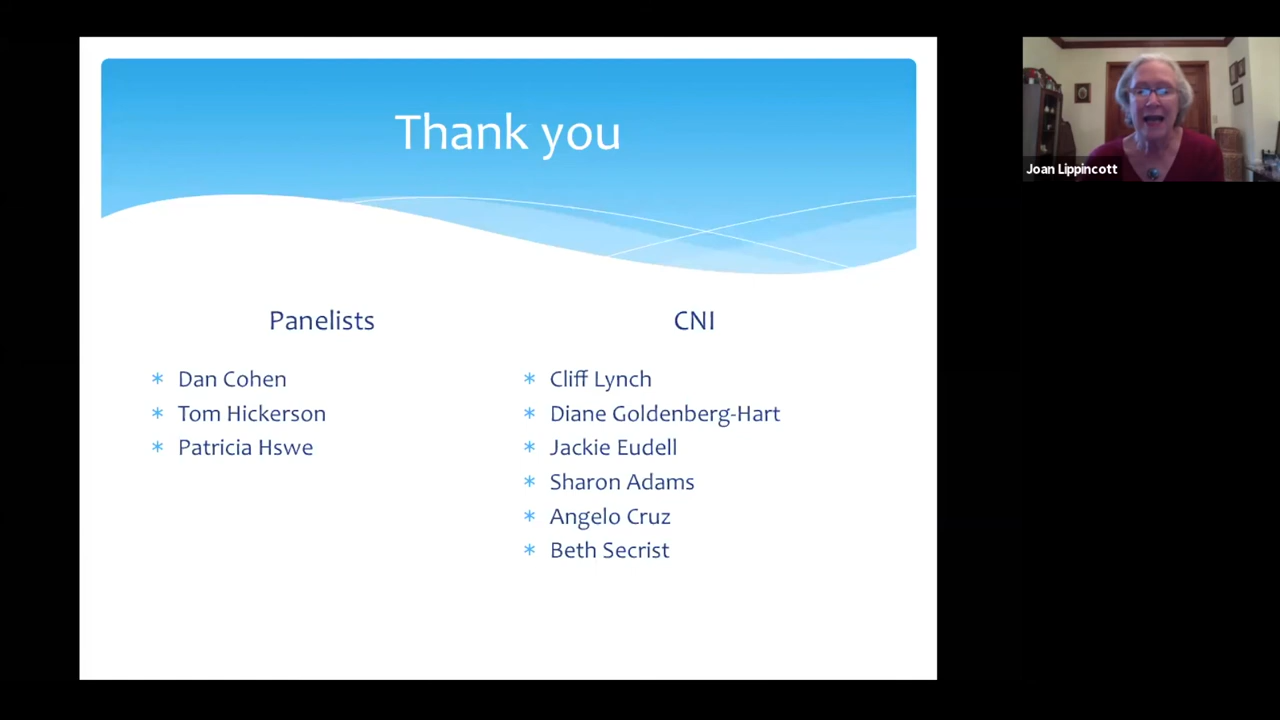 Thank you
Panelists
* Dan Cohen
* Tom Hickerson
* Patricia Hswe
CNI
* Cliff Lynch
* Diane Goldenberg-Hart
* Jackie Eudell
* Sharon Adams
* Angelo Cruz
* Beth Secrist
Joan Lippincott